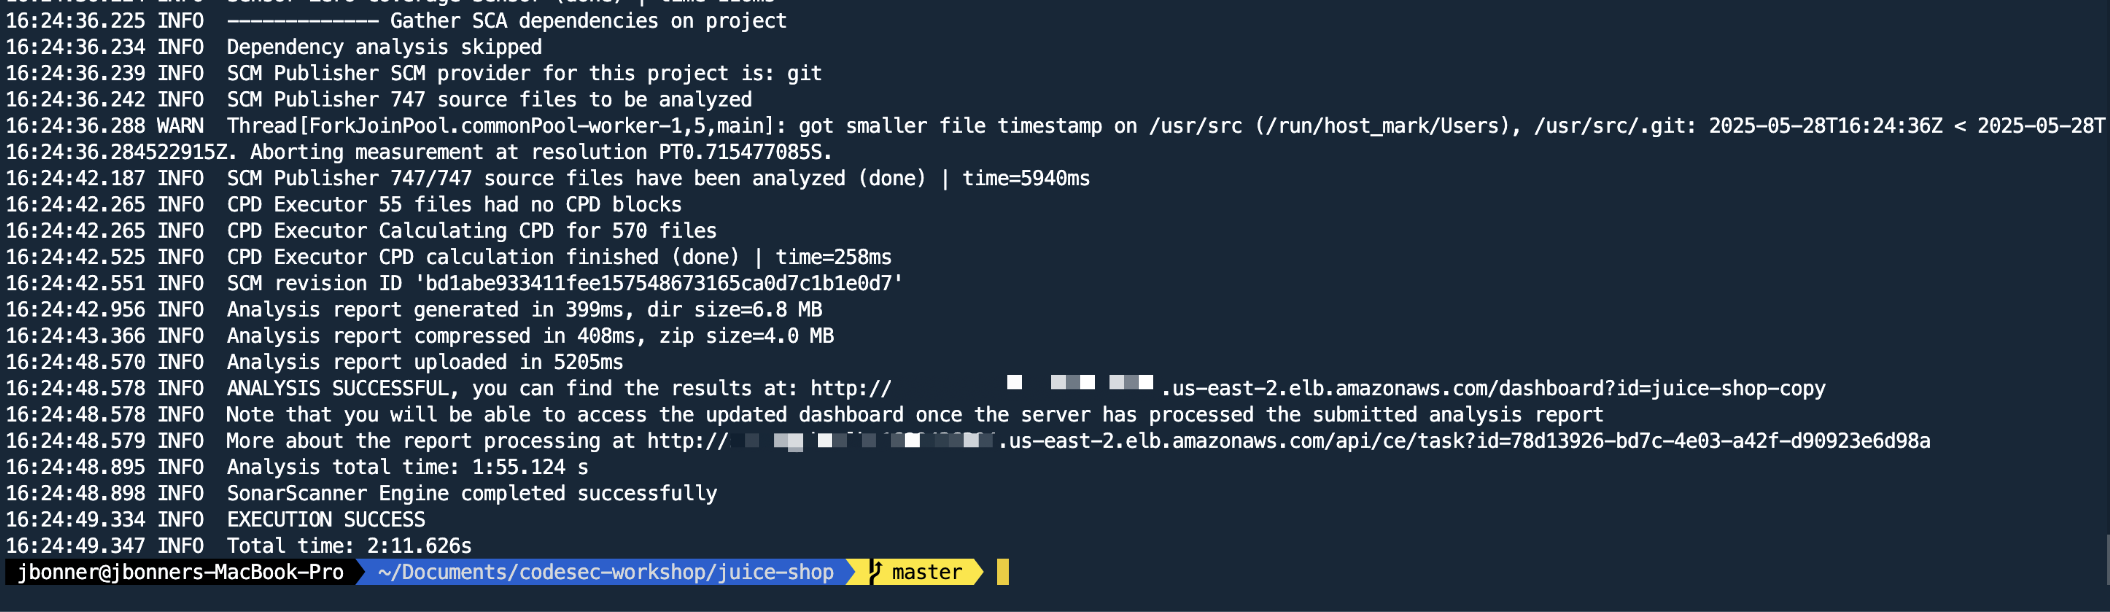 16:24:36.225 INFO  ------------- Gather SCA dependencies on project
16:24:36.234 INFO  Dependency analysis skipped
16:24:36.239 INFO  SCM Publisher SCM provider for this project is: git
16:24:36.242 INFO  SCM Publisher 747 source files to be analyzed
16:24:36.288 WARN  Thread[ForkJoinPool.commonPool-worker-1,5,main]: got smaller file timestamp on /usr/src (/run/host_mark/Users), /usr/src/.git: 2025-05-28T16:24:36Z < 2025-05-28T
16:24:36.284522915Z. Aborting measurement at resolution PT0.715477085S.
16:24:42.187 INFO  SCM Publisher 747/747 source files have been analyzed (done) | time=5940ms
16:24:42.265 INFO  CPD Executor 55 files had no CPD blocks
16:24:42.265 INFO  CPD Executor Calculating CPD for 570 files
16:24:42.525 INFO  CPD Executor CPD calculation finished (done) | time=258ms
16:24:42.551 INFO  SCM revision ID 'bd1abe933411fee157548673165ca0d7c1b1e0d7'
16:24:42.956 INFO  Analysis report generated in 399ms, dir size=6.8 MB
16:24:43.366 INFO  Analysis report compressed in 408ms, zip size=4.0 MB
16:24:48.570 INFO  Analysis report uploaded in 5205ms
16:24:48.578 INFO  ANALYSIS SUCCESSFUL, you can find the results at: http:// .us-east-2.elb.amazonaws.com/dashboard?id=juice-shop-copy
16:24:48.578 INFO  Note that you will be able to access the updated dashboard once the server has processed the submitted analysis report
16:24:48.579 INFO  More about the report processing at http:// .us-east-2.elb.amazonaws.com/api/ce/task?id=78d13926-bd7c-4e03-a42f-d90923e6d98a
16:24:48.895 INFO  Analysis total time: 1:55.124 s
16:24:48.898 INFO  SonarScanner Engine completed successfully
16:24:49.334 INFO  EXECUTION SUCCESS
16:24:49.347 INFO  Total time: 2:11.626s
jbonner@jbonners-MacBook-Pro ~/Documents/codesec-workshop/juice-shop master